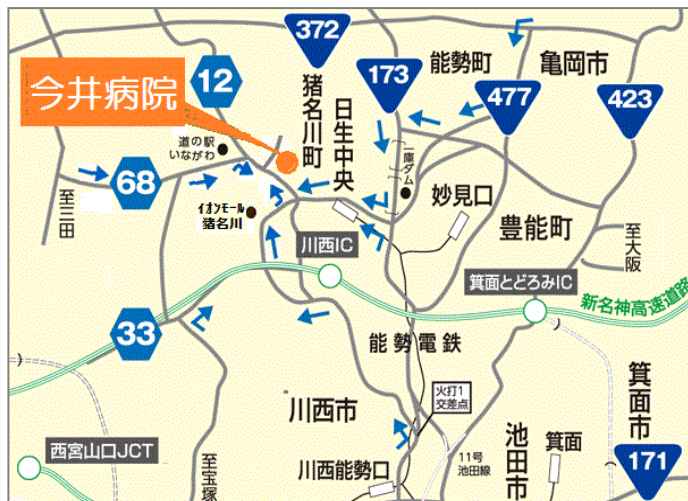 372
12
173
能勢町
亀岡市
今井病院
猪名川町
日生中央
477
423
道の駅
いながわ
一庫ダム
68
至三田
イオンモール
猪名川
妙見口
豊能町
至大阪
川西IC
箕面とどろみIC
新名神高速道路
33
能勢電鉄
火打1
交差点
箕面市
川西市
西宮山口JCT
至宝塚
11号
池田線
池田市
箕面
171
川西能勢口